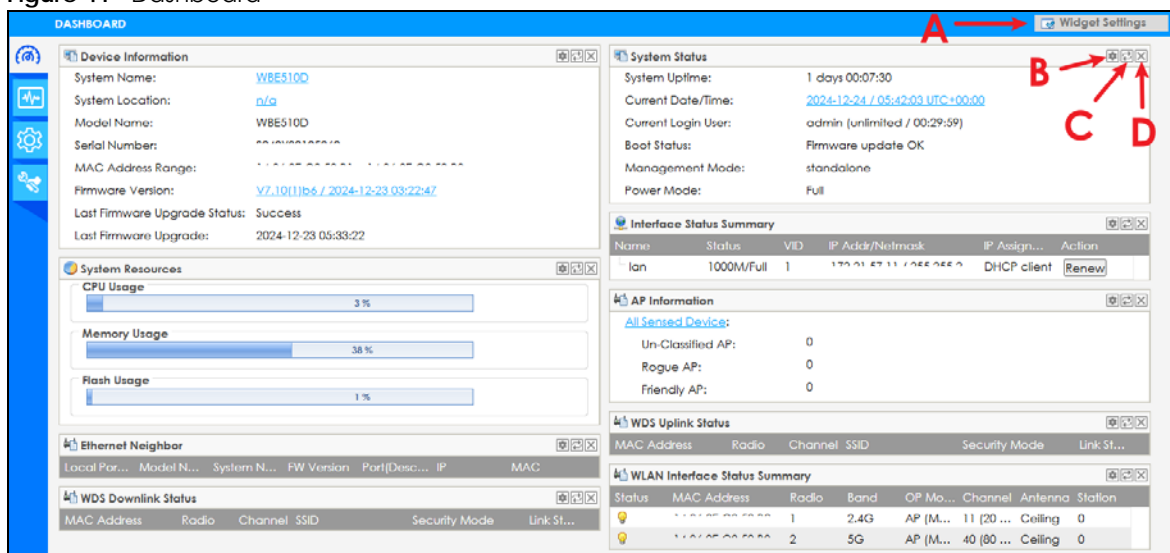 DASHBOARD
A
Widget Settings
Device Information
System Name: WBE510D
System Location: n/a
Model Name: WBE510D
Serial Number:
MAC Address Range:
Firmware Version: V7.10(1)b6 / 2024-12-23 03:22:47
Last Firmware Upgrade Status: Success
Last Firmware Upgrade: 2024-12-23 05:33:22
System Resources
CPU Usage
3 %
Memory Usage
38 %
Flash Usage
1 %
Ethernet Neighbor
Local Por... Model N... System N... FW Version Port(Desc... IP MAC
WDS Downlink Status
MAC Address Radio Channel SSID Security Mode Link St...
System Status
B
C
D
System Uptime: 1 days 00:07:30
Current Date/Time: 2024-12-24 / 05:42:03 UTC+00:00
Current Login User: admin (unlimited / 00:29:59)
Boot Status: Firmware update OK
Management Mode: standalone
Power Mode: Full
Interface Status Summary
Name Status VID IP Addr/Netmask IP Assign... Action
lan 1000M/Full 1 DHCP client Renew
AP Information
All Sensed Device:
Un-Classified AP: 0
Rogue AP: 0
Friendly AP: 0
WDS Uplink Status
MAC Address Radio Channel SSID Security Mode Link St...
WLAN Interface Status Summary
Status MAC Address Radio Band OP Mo... Channel Antenna Station
1 2.4G AP (M... 11 (20 ... Ceiling 0
2 5G AP (M... 40 (80 ... Ceiling 0